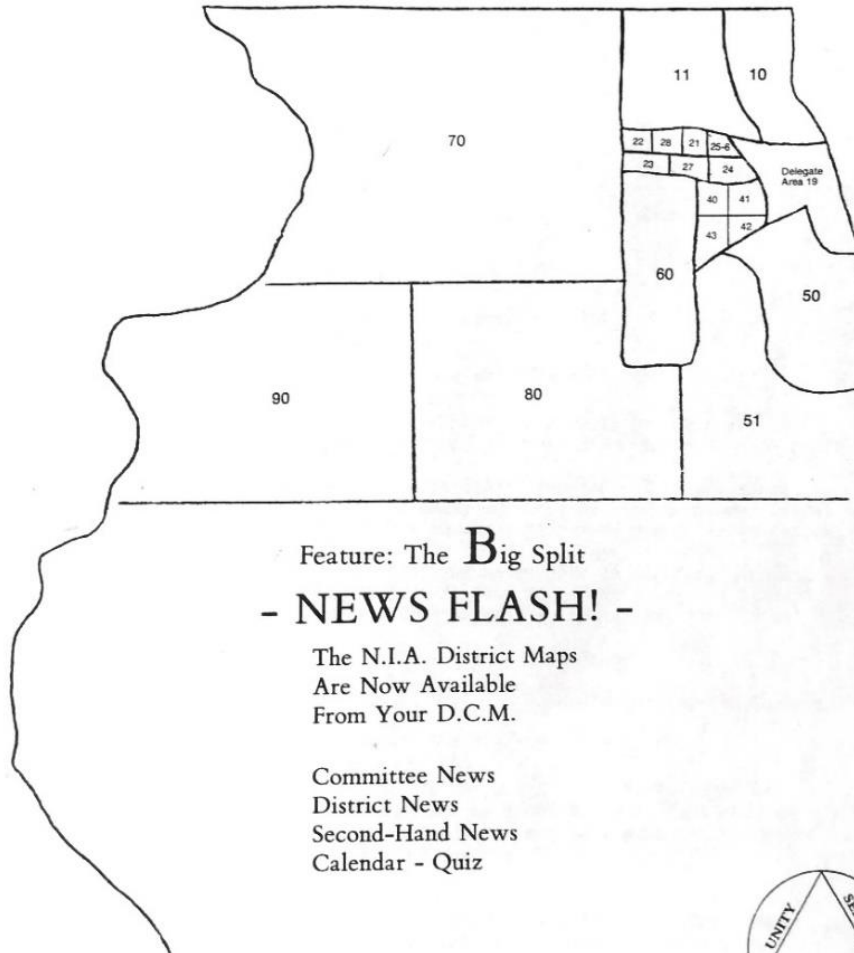 11
10
70
22
28
21
25-6
23
27
24
Delegate
Area 19
40
41
43
42
60
50
90
80
51
Feature: The Big Split
- NEWS FLASH! -
The N.I.A. District Maps
Are Now Available
From Your D.C.M.
Committee News
District News
Second-Hand News
Calendar - Quiz
UNITY